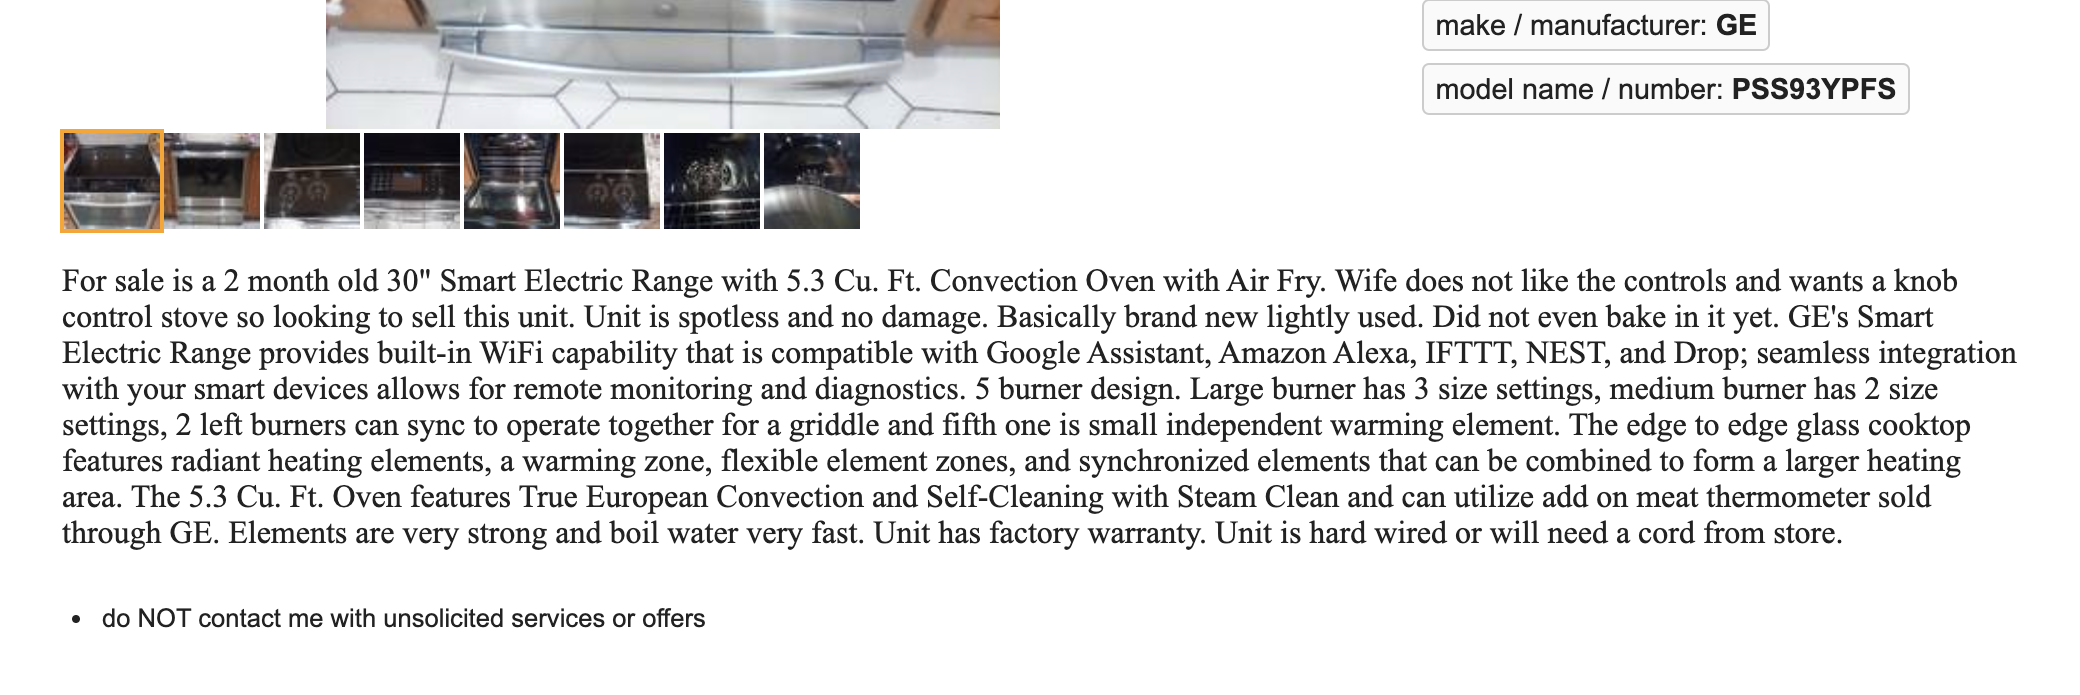 make / manufacturer: GE
model name / number: PSS93YPFS
For sale is a 2 month old 30" Smart Electric Range with 5.3 Cu. Ft. Convection Oven with Air Fry. Wife does not like the controls and wants a knob
control stove so looking to sell this unit. Unit is spotless and no damage. Basically brand new lightly used. Did not even bake in it yet. GE's Smart
Electric Range provides built-in WiFi capability that is compatible with Google Assistant, Amazon Alexa, IFTTT, NEST, and Drop; seamless integration
with your smart devices allows for remote monitoring and diagnostics. 5 burner design. Large burner has 3 size settings, medium burner has 2 size
settings, 2 left burners can sync to operate together for a griddle and fifth one is small independent warming element. The edge to edge glass cooktop
features radiant heating elements, a warming zone, flexible element zones, and synchronized elements that can be combined to form a larger heating
area. The 5.3 Cu. Ft. Oven features True European Convection and Self-Cleaning with Steam Clean and can utilize add on meat thermometer sold
through GE. Elements are very strong and boil water very fast. Unit has factory warranty. Unit is hard wired or will need a cord from store.
• do NOT contact me with unsolicited services or offers